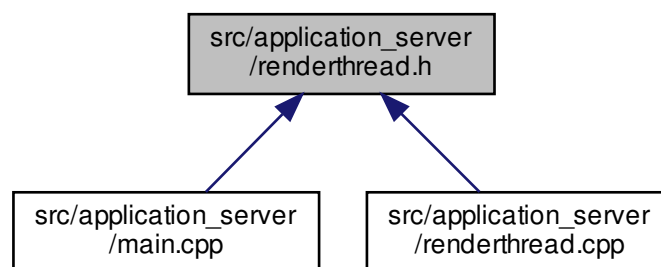 src/application_server
/renderthread.h
src/application_server
/main.cpp
src/application_server
/renderthread.cpp